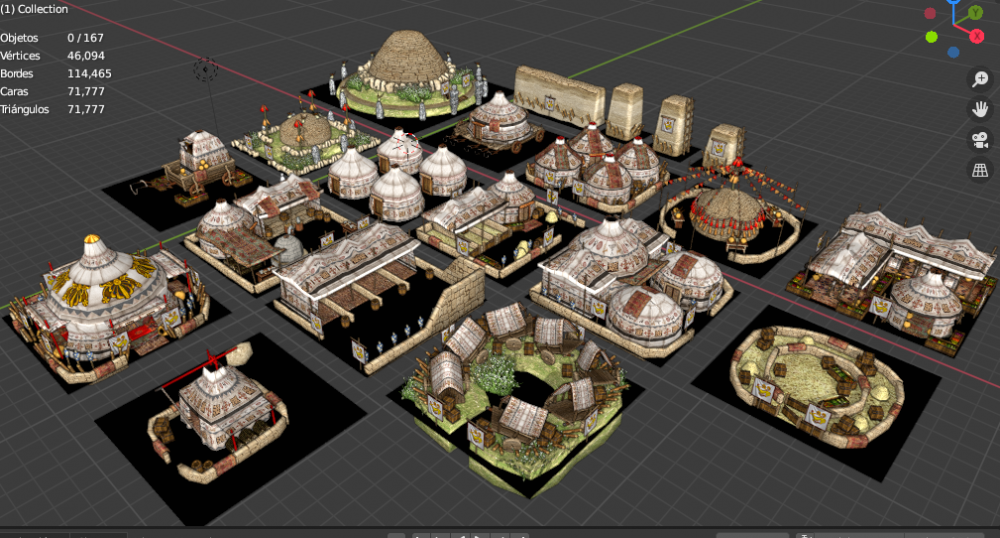 (1) Collection
Objetos 0 / 167
Vértices 46,094
Bordes 114,465
Caras 71,777
Triángulos 71,777
Y
X